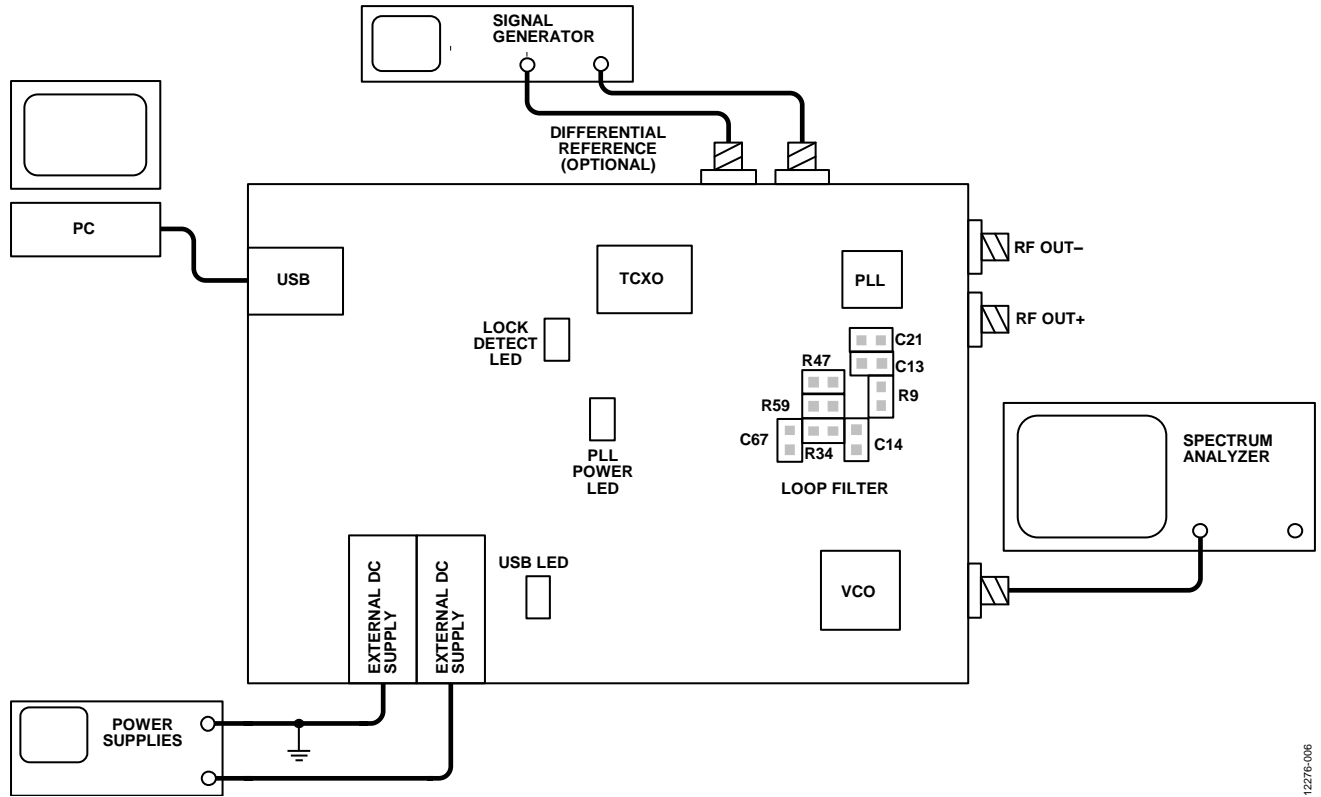 SIGNAL
GENERATOR
DIFFERENTIAL
REFERENCE
(OPTIONAL)
PC
USB
TCXO
PLL
RF OUT–
RF OUT+
LOCK
DETECT
LED
C21
R47
C13
R9
R59
C67
R34
C14
PLL
POWER
LED
LOOP FILTER
SPECTRUM
ANALYZER
EXTERNAL DC
SUPPLY
EXTERNAL DC
SUPPLY
USB LED
VCO
POWER
SUPPLIES
12276-006